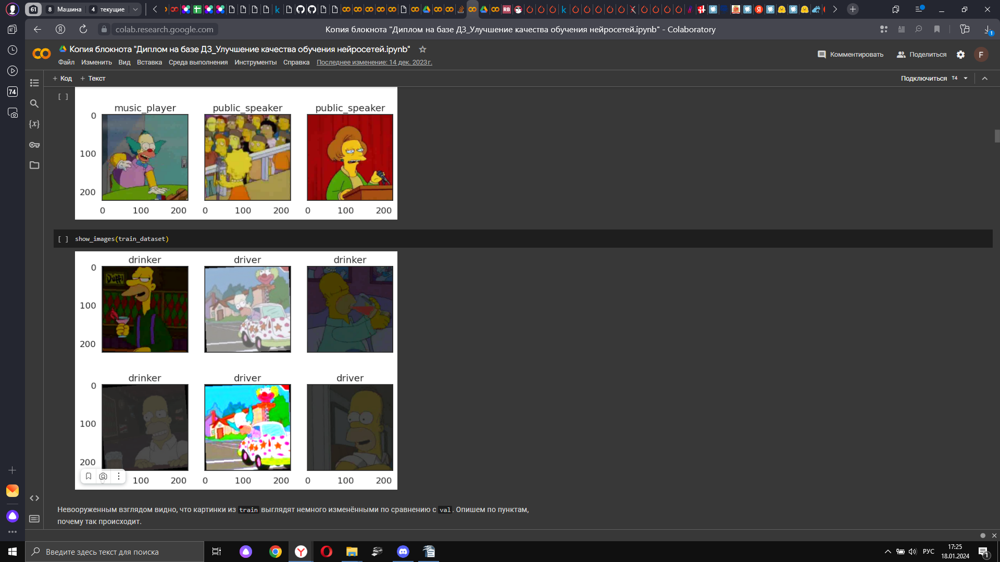 61
8 Машина
4 текущие
colab.research.google.com
Копия блокнота "Диплом на базе ДЗ_Улучшение качества обучения нейросетей.ipynb" - Colaboratory
1
74
Копия блокнота "Диплом на базе ДЗ_Улучшение качества обучения нейросетей.ipynb"
Файл Изменить Вид Вставка Среда выполнения Инструменты Справка Последнее изменение: 14 дек. 2023 г.
Комментировать Поделиться F
+ Код + Текст
Подключиться T4
{x}
[ ]
music_player public_speaker public_speaker
0
100
200
0 100 200 0 100 200 0 100 200
[ ] show_images(train_dataset)
drinker driver drinker
0
100
200
Duff
drinker driver driver
0
100
200
100 200 0 100 200 0 100 200
Невооруженным взглядом видно, что картинки из train выглядят немного изменёнными по сравнению с val. Опишем по пунктам,
почему так происходит.
Введите здесь текст для поиска
РУС
17:25
18.01.2024
1